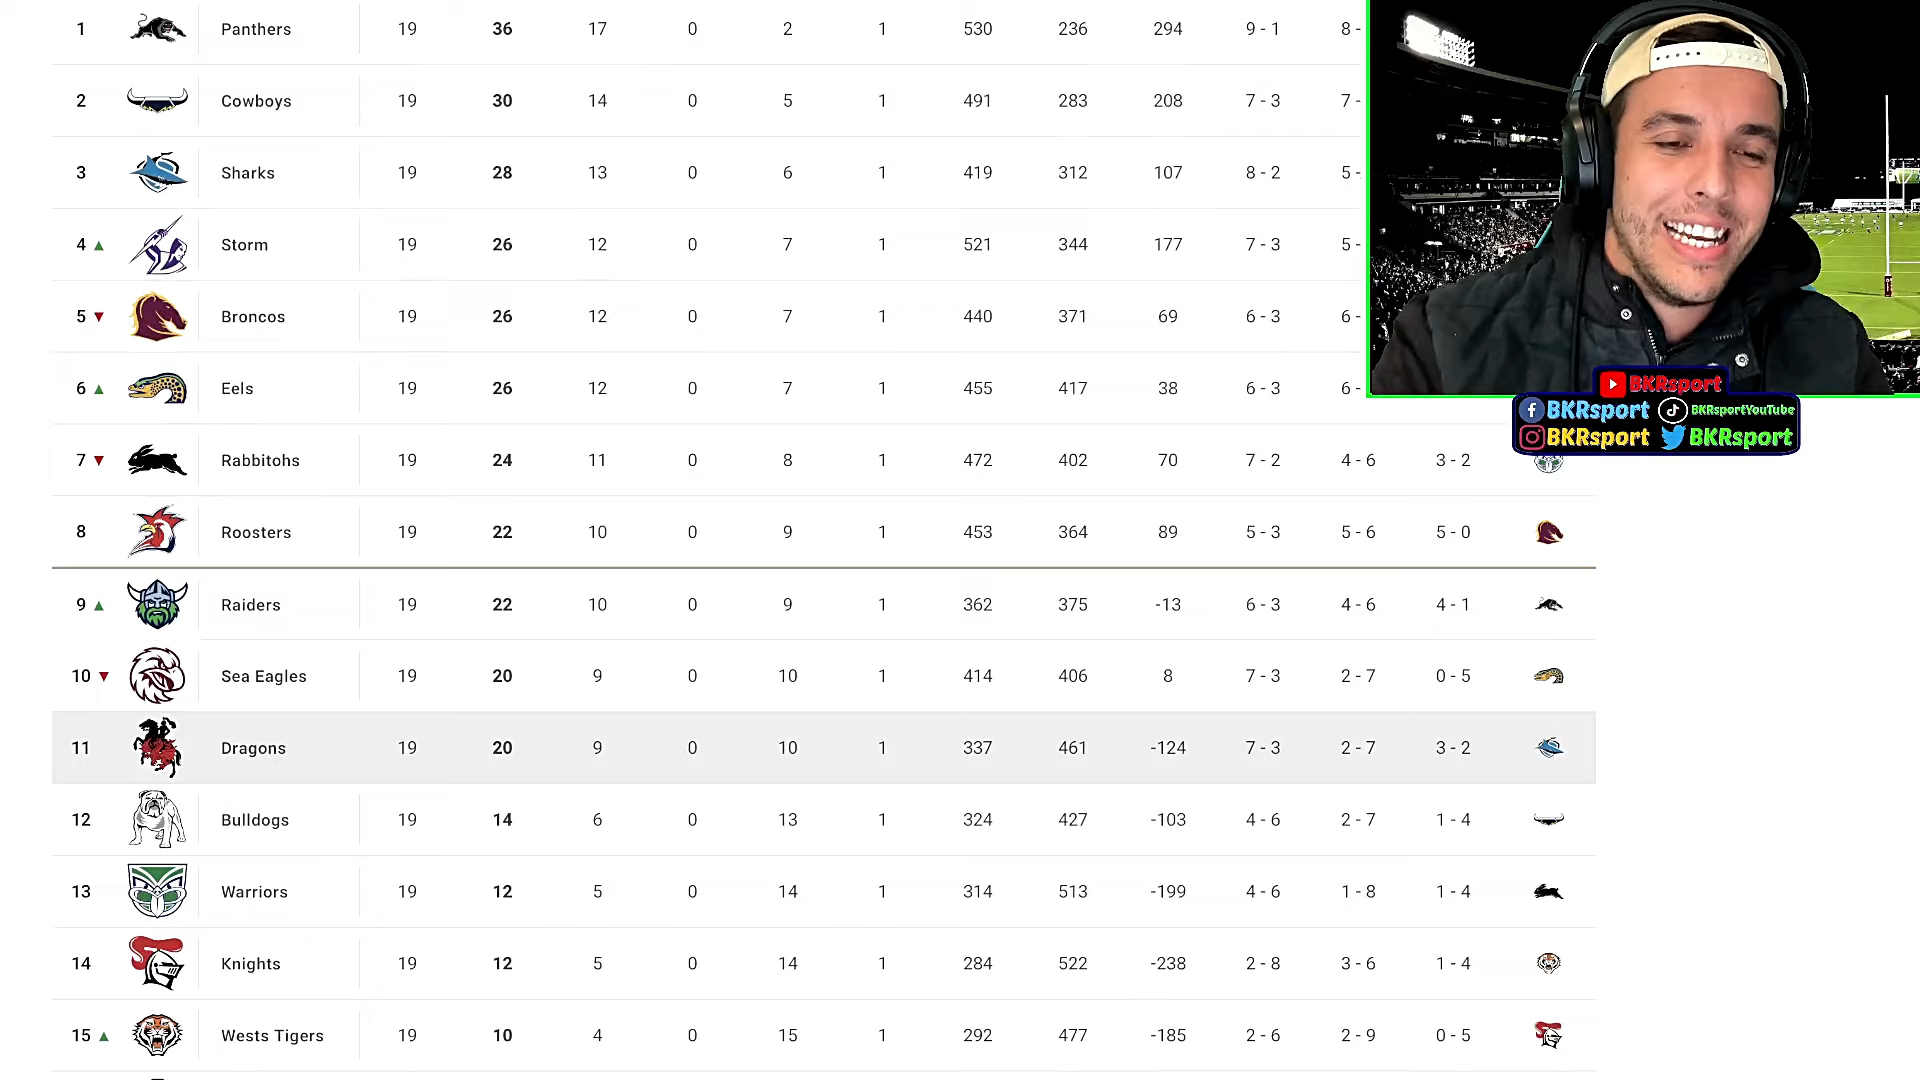 1 Panthers 19 36 17 0 2 1 530 236 294 9 - 1 8 -
2 Cowboys 19 30 14 0 5 1 491 283 208 7 - 3 7 -
3 Sharks 19 28 13 0 6 1 419 312 107 8 - 2 5 -
4 Storm 19 26 12 0 7 1 521 344 177 7 - 3 5 -
5 Broncos 19 26 12 0 7 1 440 371 69 6 - 3 6 -
6 Eels 19 26 12 0 7 1 455 417 38 6 - 3 6 -
BKRsport
BKRsport BKRsportYouTube
BKRsport BKRsport
7 Rabbitohs 19 24 11 0 8 1 472 402 70 7 - 2 4 - 6 3 - 2
8 Roosters 19 22 10 0 9 1 453 364 89 5 - 3 5 - 6 5 - 0
9 Raiders 19 22 10 0 9 1 362 375 -13 6 - 3 4 - 6 4 - 1
10 Sea Eagles 19 20 9 0 10 1 414 406 8 7 - 3 2 - 7 0 - 5
11 Dragons 19 20 9 0 10 1 337 461 -124 7 - 3 2 - 7 3 - 2
12 Bulldogs 19 14 6 0 13 1 324 427 -103 4 - 6 2 - 7 1 - 4
13 Warriors 19 12 5 0 14 1 314 513 -199 4 - 6 1 - 8 1 - 4
14 Knights 19 12 5 0 14 1 284 522 -238 2 - 8 3 - 6 1 - 4
15 Wests Tigers 19 10 4 0 15 1 292 477 -185 2 - 6 2 - 9 0 - 5